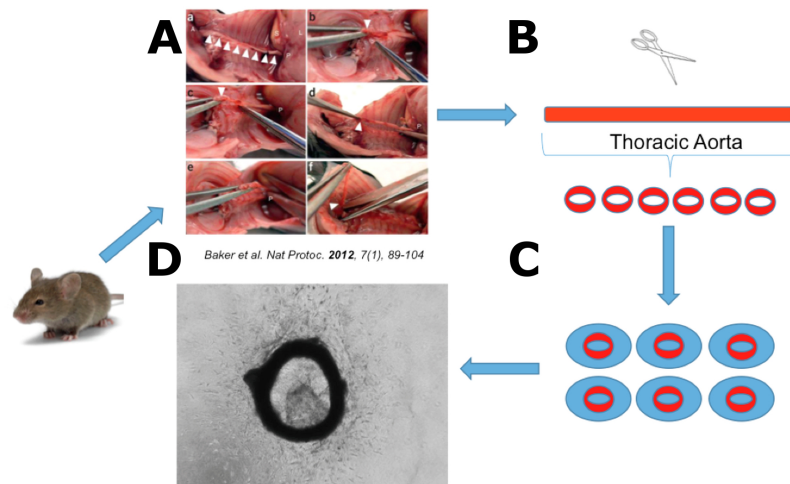 A
a
b
c
d
e
f
B
Thoracic Aorta
Baker et al. Nat Protoc. 2012, 7(1), 89-104
C
D